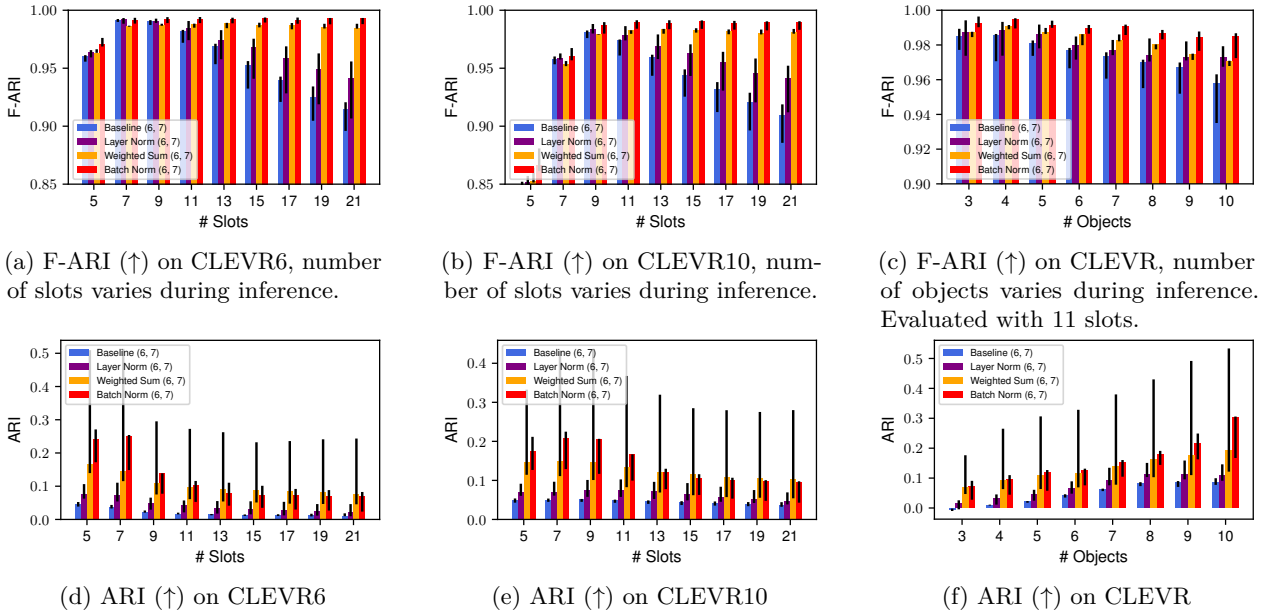 1.00
0.95
0.90
0.85
F-ARI
Baseline (6, 7)
Layer Norm (6, 7)
Weighted Sum (6, 7)
Batch Norm (6, 7)
5 7 9 11 13 15 17 19 21
# Slots
(a) F-ARI (↑) on CLEVR6, number
of slots varies during inference.
1.00
0.95
0.90
0.85
F-ARI
Baseline (6, 7)
Layer Norm (6, 7)
Weighted Sum (6, 7)
Batch Norm (6, 7)
5 7 9 11 13 15 17 19 21
# Slots
(b) F-ARI (↑) on CLEVR10, num-
ber of slots varies during inference.
1.00
0.98
0.96
0.94
0.92
0.90
F-ARI
Baseline (6, 7)
Layer Norm (6, 7)
Weighted Sum (6, 7)
Batch Norm (6, 7)
3 4 5 6 7 8 9 10
# Objects
(c) F-ARI (↑) on CLEVR, number
of objects varies during inference.
Evaluated with 11 slots.
0.5
0.4
0.3
0.2
0.1
0.0
ARI
Baseline (6, 7)
Layer Norm (6, 7)
Weighted Sum (6, 7)
Batch Norm (6, 7)
5 7 9 11 13 15 17 19 21
# Slots
(d) ARI (↑) on CLEVR6
0.4
0.3
0.2
0.1
0.0
ARI
Baseline (6, 7)
Layer Norm (6, 7)
Weighted Sum (6, 7)
Batch Norm (6, 7)
5 7 9 11 13 15 17 19 21
# Slots
(e) ARI (↑) on CLEVR10
0.5
0.4
0.3
0.2
0.1
0.0
ARI
Baseline (6, 7)
Layer Norm (6, 7)
Weighted Sum (6, 7)
Batch Norm (6, 7)
3 4 5 6 7 8 9 10
# Objects
(f) ARI (↑) on CLEVR